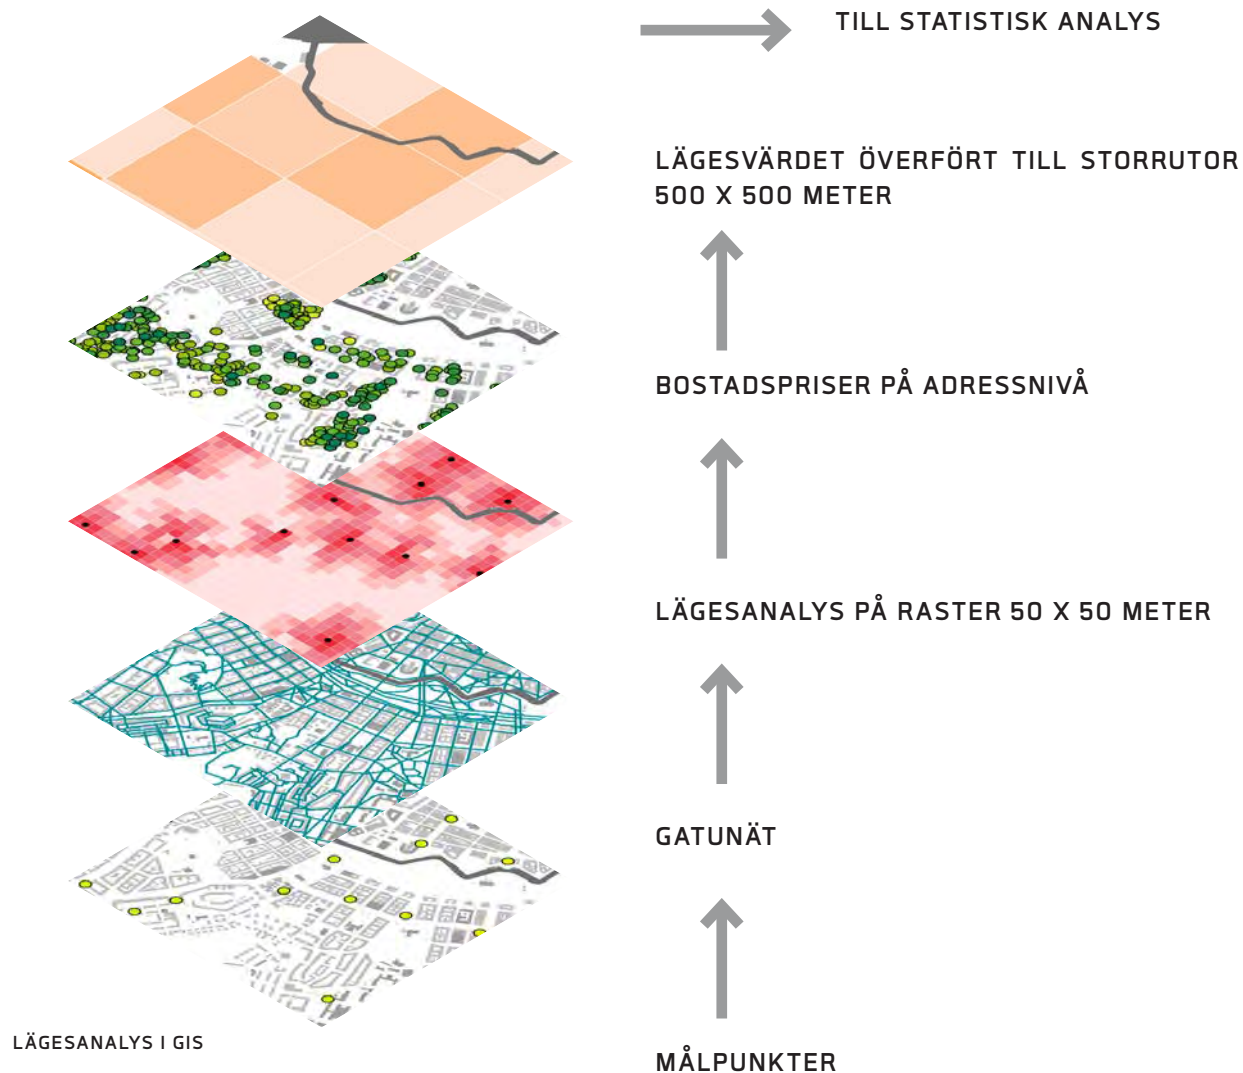 TILL STATISTISK ANALYS
LÄGESVÄRDET ÖVERFÖRT TILL STORRUTOR
500 X 500 METER
BOSTADSPRISER PÅ ADRESSNIVÅ
LÄGESANALYS PÅ RASTER 50 X 50 METER
GATUNÄT
MÅLPUNKTER
LÄGESANALYS I GIS